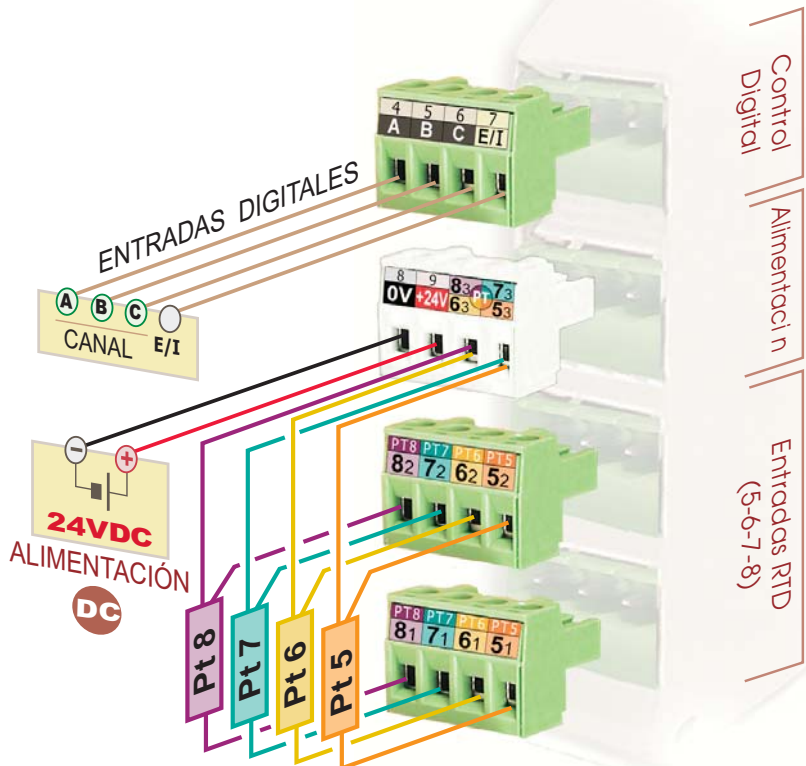 Control
Digital
4 5 6 7
A B C E/I
ENTRADAS DIGITALES
A B C
CANAL E/I
Alimentaci n
8 9 83 73
0V +24V 63 PT 53
24VDC
ALIMENTACIÓN
DC
Entradas RTD
(5-6-7-8)
PT8 PT7 PT6 PT5
82 72 62 52
Pt 8
Pt 7
Pt 6
Pt 5
PT8 PT7 PT6 PT5
81 71 61 51